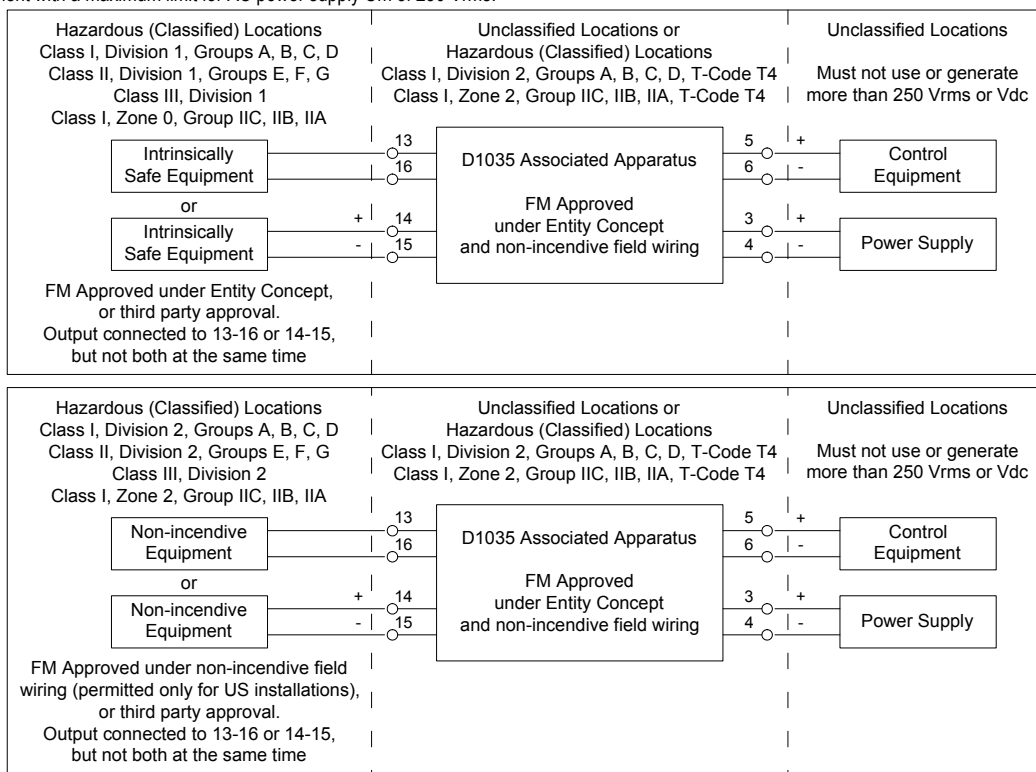 Hazardous (Classified) Locations
Class I, Division 1, Groups A, B, C, D
Class II, Division 1, Groups E, F, G
Class III, Division 1
Class I, Zone 0, Group IIC, IIB, IIA
Unclassified Locations or
Hazardous (Classified) Locations
Class I, Division 2, Groups A, B, C, D, T-Code T4
Class I, Zone 2, Group IIC, IIB, IIA, T-Code T4
Unclassified Locations
Must not use or generate
more than 250 Vrms or Vdc
Intrinsically
Safe Equipment
or
Intrinsically
Safe Equipment
13
16
+ 14
- 15
D1035 Associated Apparatus
FM Approved
under Entity Concept
and non-incendive field wiring
5 +
6 -
3 +
4 -
Control
Equipment
Power Supply
FM Approved under Entity Concept,
or third party approval.
Output connected to 13-16 or 14-15,
but not both at the same time
Hazardous (Classified) Locations
Class I, Division 2, Groups A, B, C, D
Class II, Division 2, Groups E, F, G
Class III, Division 2
Class I, Zone 2, Group IIC, IIB, IIA
Unclassified Locations or
Hazardous (Classified) Locations
Class I, Division 2, Groups A, B, C, D, T-Code T4
Class I, Zone 2, Group IIC, IIB, IIA, T-Code T4
Unclassified Locations
Must not use or generate
more than 250 Vrms or Vdc
Non-incendive
Equipment
or
Non-incendive
Equipment
13
16
+ 14
- 15
D1035 Associated Apparatus
FM Approved
under Entity Concept
and non-incendive field wiring
5 +
6 -
3 +
4 -
Control
Equipment
Power Supply
FM Approved under non-incendive field
wiring (permitted only for US installations),
or third party approval.
Output connected to 13-16 or 14-15,
but not both at the same time